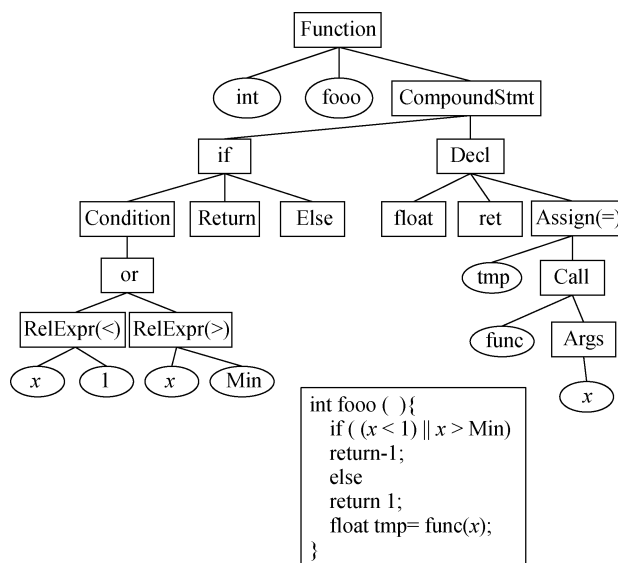 Function
int
fooo
CompoundStmt
if
Decl
Condition
Return
Else
float
ret
Assign(=)
or
tmp
Call
RelExpr(<)
RelExpr(>)
func
Args
x
1
x
Min
x
int fooo ( ){
if ( (x < 1) || x > Min)
return-1;
else
return 1;
float tmp= func(x);
}